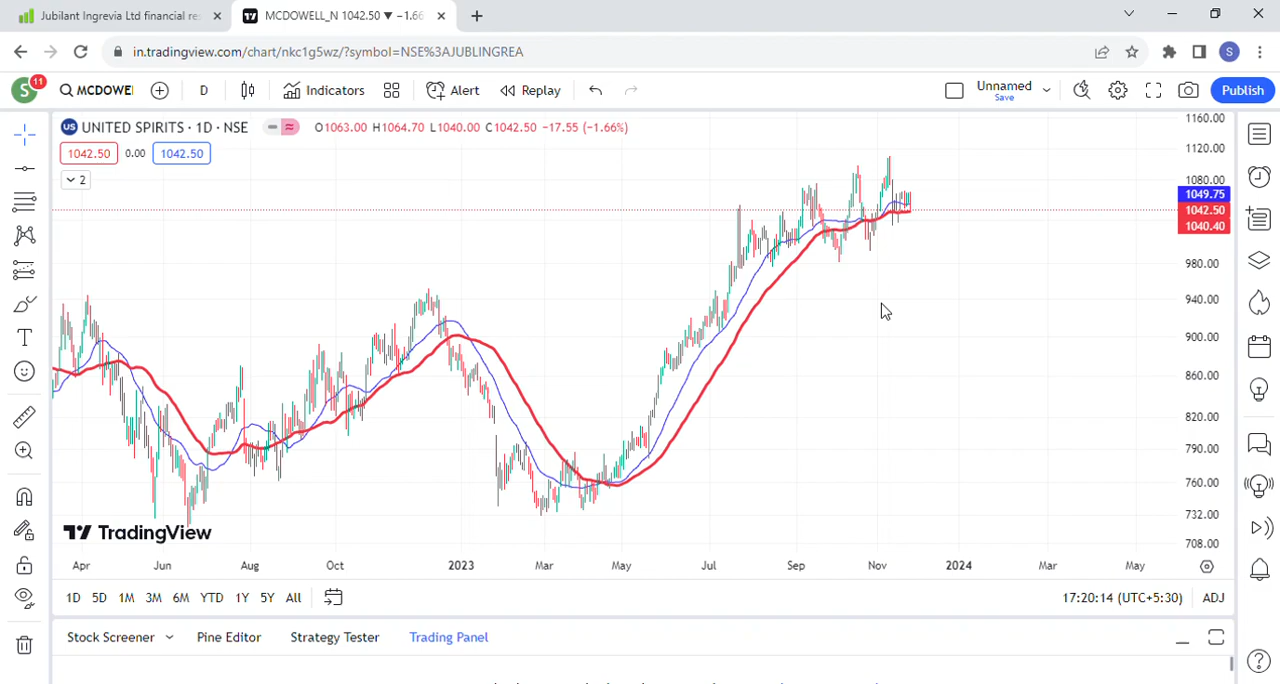 Jubilant Ingrevia Ltd financial res
MCDOWELL_N 1042.50 ▼ −1.66
in.tradingview.com/chart/nkc1g5wz/?symbol=NSE%3AJUBLINGREA
S
S
11
MCDOWE
D
Indicators
Alert
Replay
Unnamed
Save
Publish
US
UNITED SPIRITS · 1D · NSE
O1063.00 H1064.70 L1040.00 C1042.50 −17.55 (−1.66%)
1042.50
0.00
1042.50
2
1160.00
1120.00
1080.00
1049.75
1042.50
1040.40
980.00
940.00
900.00
860.00
820.00
790.00
760.00
732.00
708.00
TradingView
Apr Jun Aug Oct 2023 Mar May Jul Sep Nov 2024 Mar May
1D 5D 1M 3M 6M YTD 1Y 5Y All
17:20:14 (UTC+5:30)
ADJ
Stock Screener
Pine Editor
Strategy Tester
Trading Panel